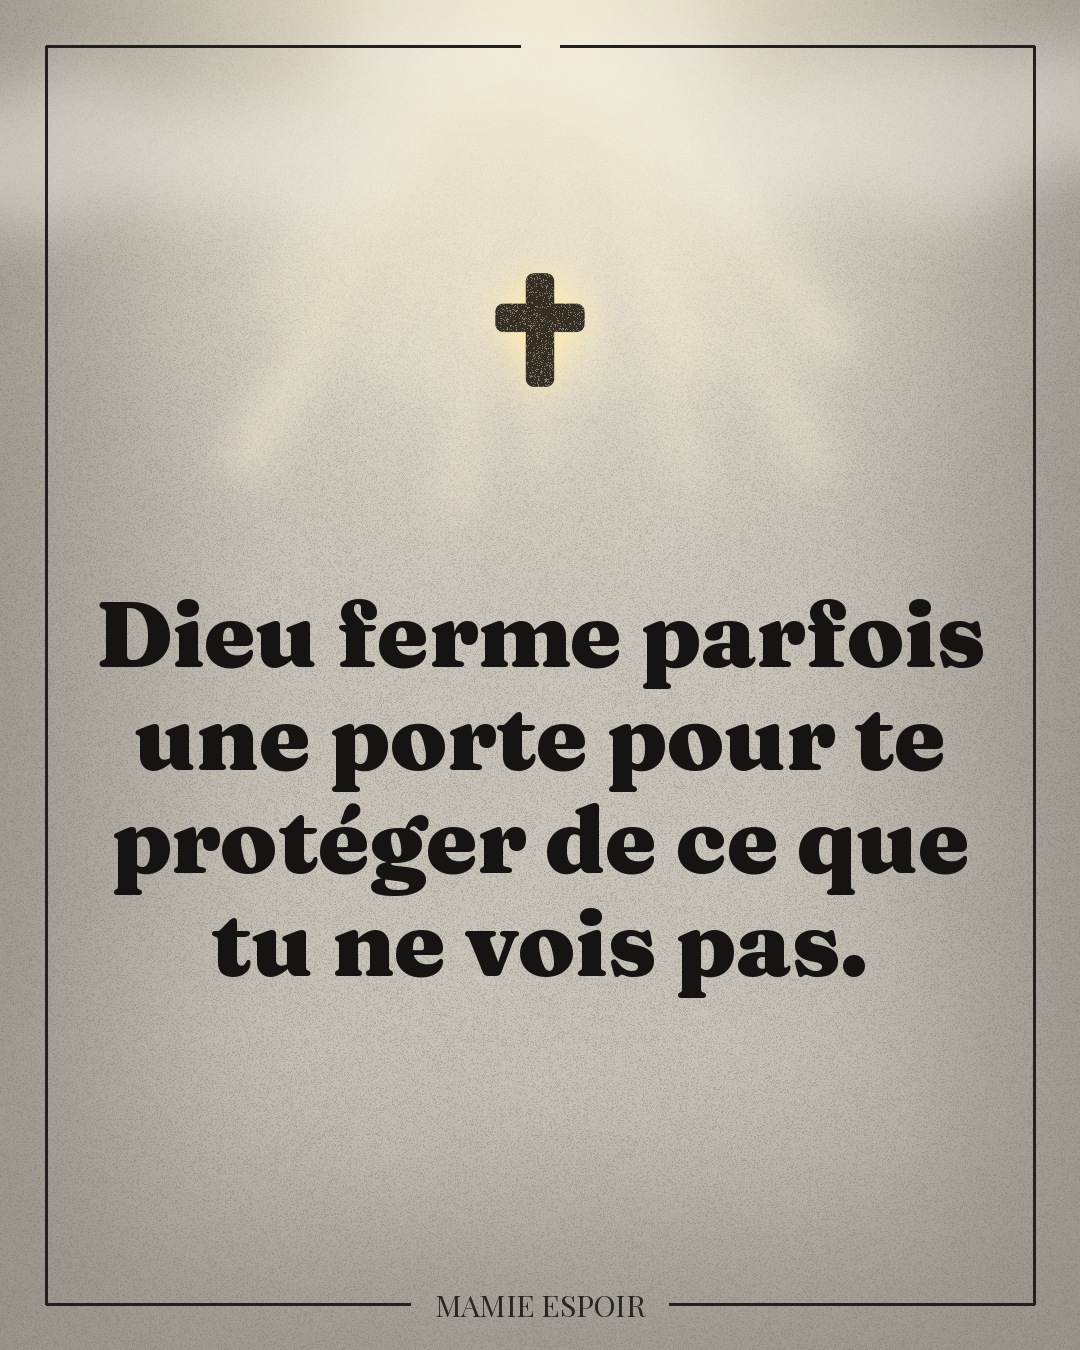 Dieu ferme parfois
une porte pour te
protéger de ce que
tu ne vois pas.
MAMIE ESPOIR